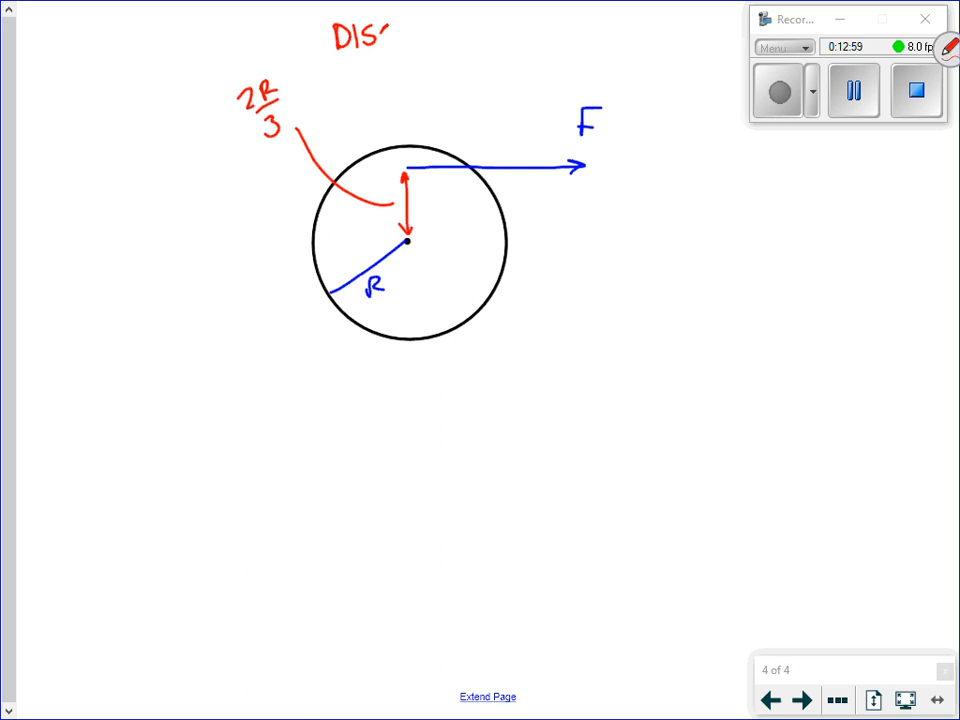 DIS
Recor...
Menu
0:12:59
8.0 fp
2R
3
F
R
4 of 4
Extend Page